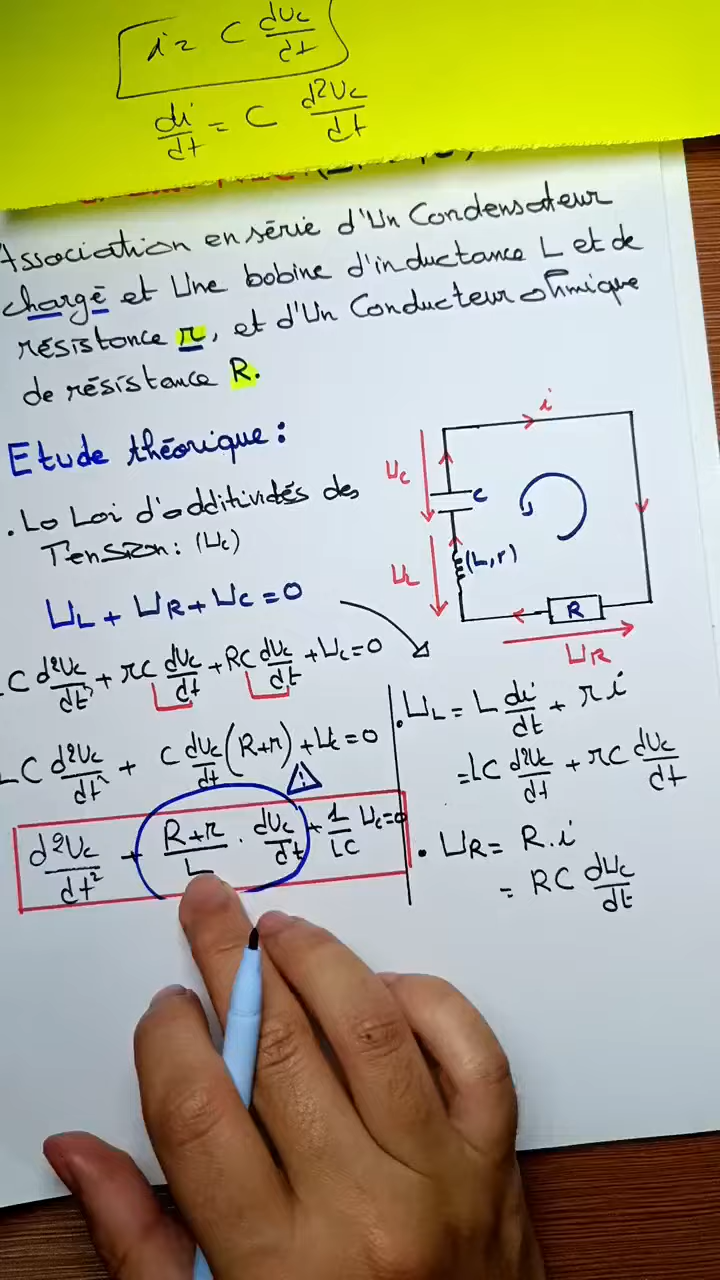 i = C dUc/dt
di/dt = C d²Uc/dt
Association en série d'Un Condensateur
chargé et Une bobine d'inductance L et de
résistance r, et d'Un Conducteur ohmique
de résistance R.
Etude théorique :
. La Loi d'additividés des
Tension : (Uc)
UL + UR + Uc = 0
LC d²Uc/dt² + rC dUc/dt + RC dUc/dt + Uc = 0
LC d²Uc/dt² + C dUc/dt (R+r) + Uc = 0
d²Uc/dt² + R+r/L . dUc/dt + 1/LC Uc = 0
i
Uc
C
UL
(L,r)
R
UR
. UL = L di/dt + r i
= LC d²Uc/dt + rC dUc/dt
. UR = R.i
= RC dUc/dt